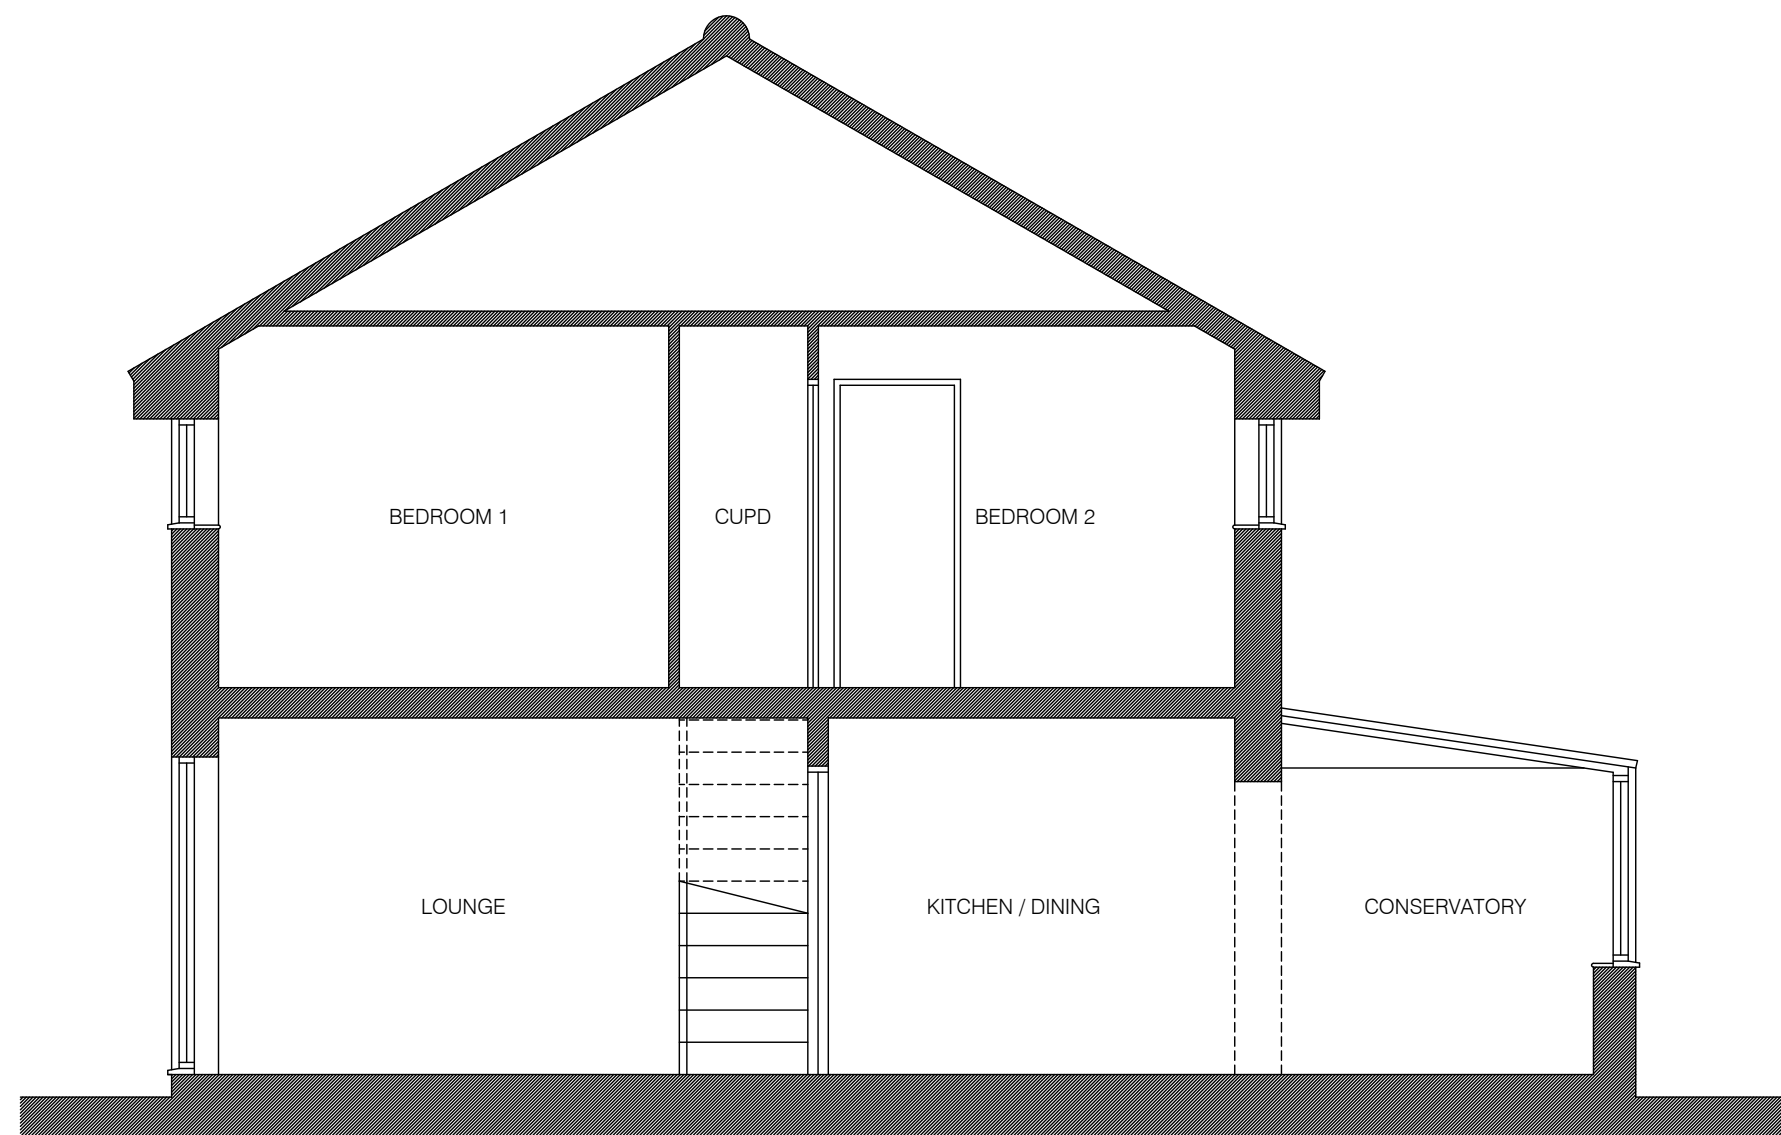 BEDROOM 1
CUPD
BEDROOM 2
LOUNGE
KITCHEN / DINING
CONSERVATORY